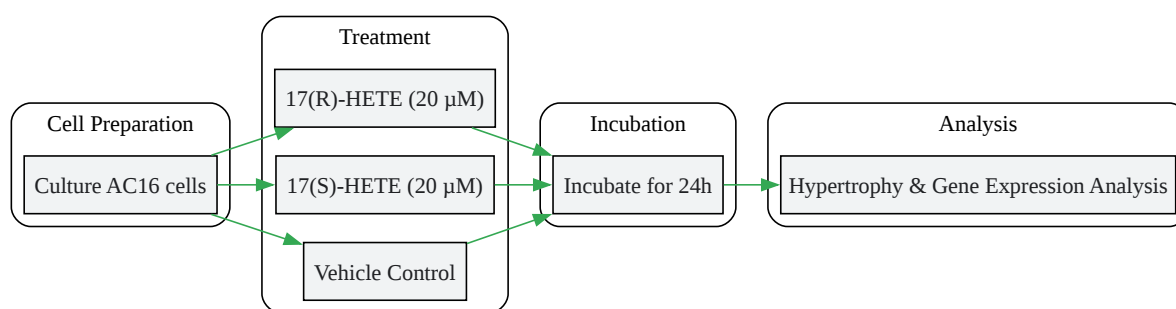 Cell Preparation
Culture AC16 cells
Treatment
17(R)-HETE (20 µM)
17(S)-HETE (20 µM)
Vehicle Control
Incubation
Incubate for 24h
Analysis
Hypertrophy & Gene Expression Analysis